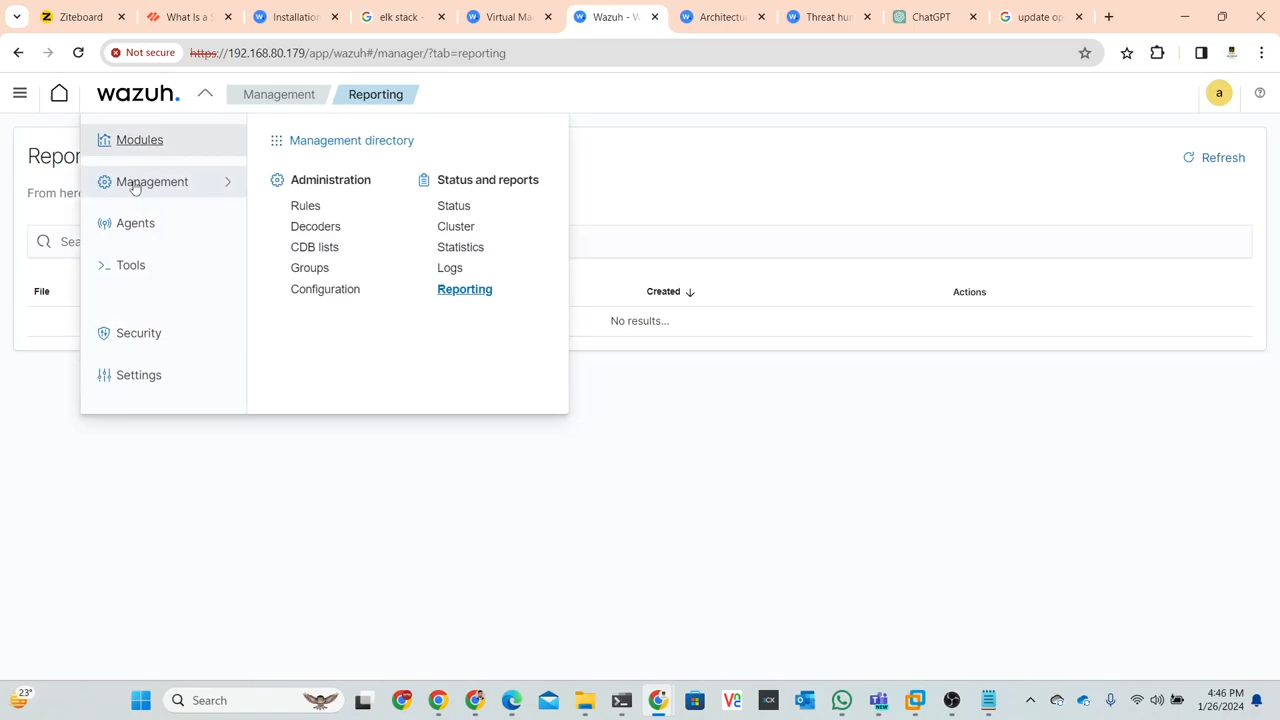 Ziteboard
What Is a S
Installation
elk stack -
Virtual Ma
Wazuh - W
Architectu
Threat hu
ChatGPT
update op
Not secure
https://192.168.80.179/app/wazuh#/manager/?tab=reporting
wazuh.
Management
Reporting
a
Modules
Management
Agents
Tools
Security
Settings
Management directory
Administration
Rules
Decoders
CDB lists
Groups
Configuration
Status and reports
Status
Cluster
Statistics
Logs
Reporting
Repor
Refresh
From here
Sea
File
Created
Actions
No results...
23°
Search
4:46 PM
1/26/2024